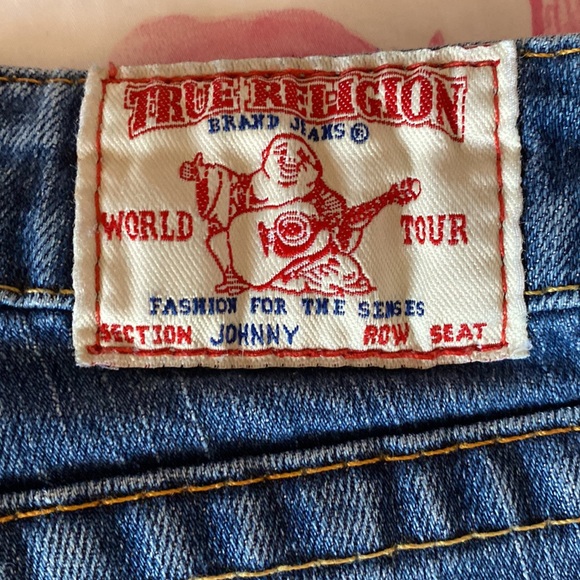 TRUE RELIGION
BRAND JEANS®
WORLD TOUR
FASHION FOR THE SENSES
SECTION JOHNNY ROW SEAT